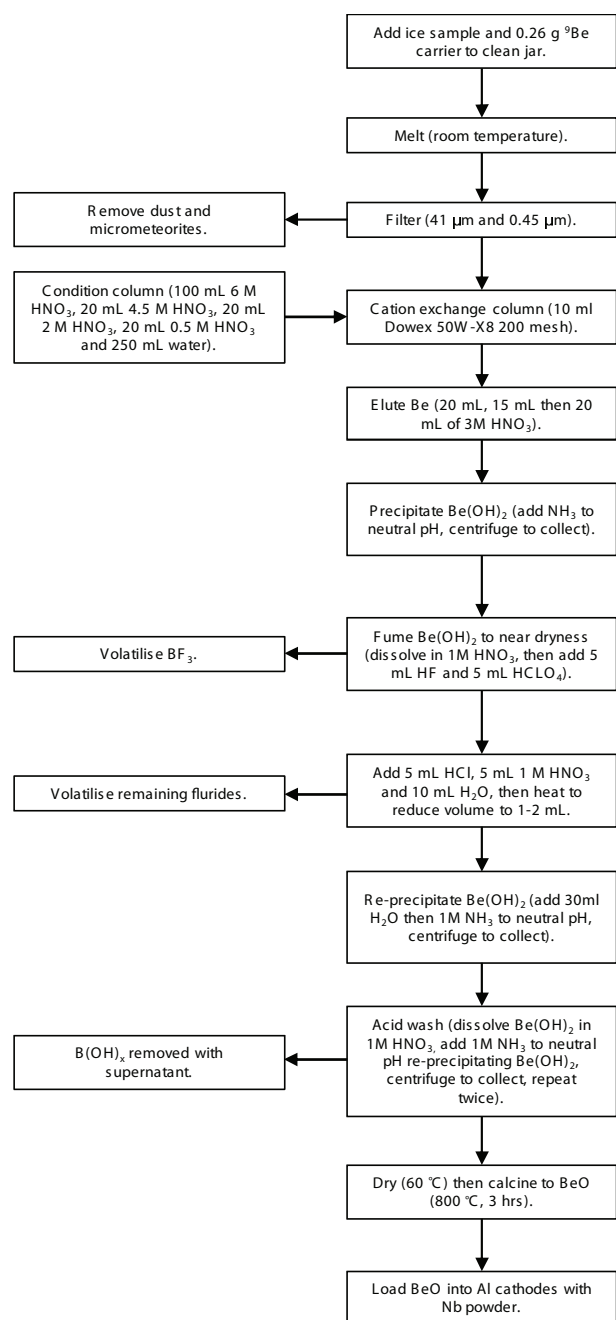 Add ice sample and 0.26 g ⁹Be
carrier to clean jar.
Melt (room temperature).
Remove dust and
micrometeorites.
Filter (41 µm and 0.45 µm).
Condition column (100 mL 6 M
HNO₃, 20 mL 4.5 M HNO₃, 20 mL
2 M HNO₃, 20 mL 0.5 M HNO₃
and 250 mL water).
Cation exchange column (10 ml
Dowex 50W-X8 200 mesh).
Elute Be (20 mL, 15 mL then 20
mL of 3M HNO₃).
Precipitate Be(OH)₂ (add NH₃ to
neutral pH, centrifuge to collect).
Volatilise BF₃.
Fume Be(OH)₂ to near dryness
(dissolve in 1M HNO₃, then add 5
mL HF and 5 mL HCLO₄).
Volatilise remaining flurides.
Add 5 mL HCl, 5 mL 1 M HNO₃
and 10 mL H₂O, then heat to
reduce volume to 1-2 mL.
Re-precipitate Be(OH)₂ (add 30ml
H₂O then 1M NH₃ to neutral pH,
centrifuge to collect).
B(OH)ₓ removed with
supernatant.
Acid wash (dissolve Be(OH)₂ in
1M HNO₃, add 1M NH₃ to neutral
pH re-precipitating Be(OH)₂,
centrifuge to collect, repeat
twice).
Dry (60 °C) then calcine to BeO
(800 °C, 3 hrs).
Load BeO into Al cathodes with
Nb powder.